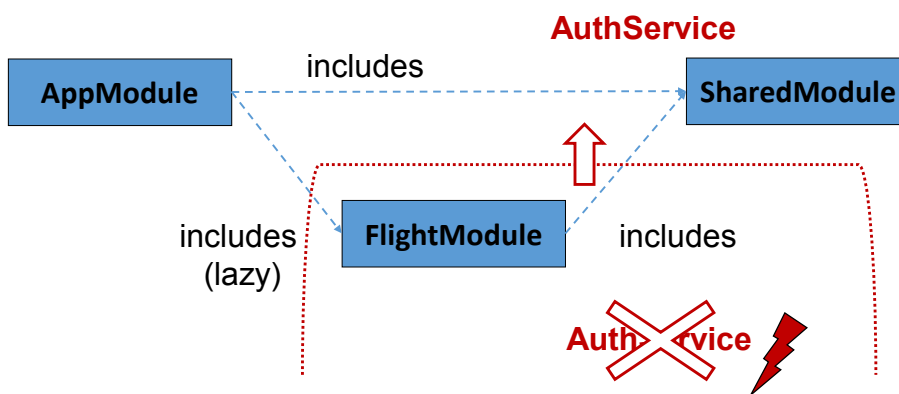 AuthService
includes
AppModule
SharedModule
includes
(lazy)
FlightModule
includes
AuthService